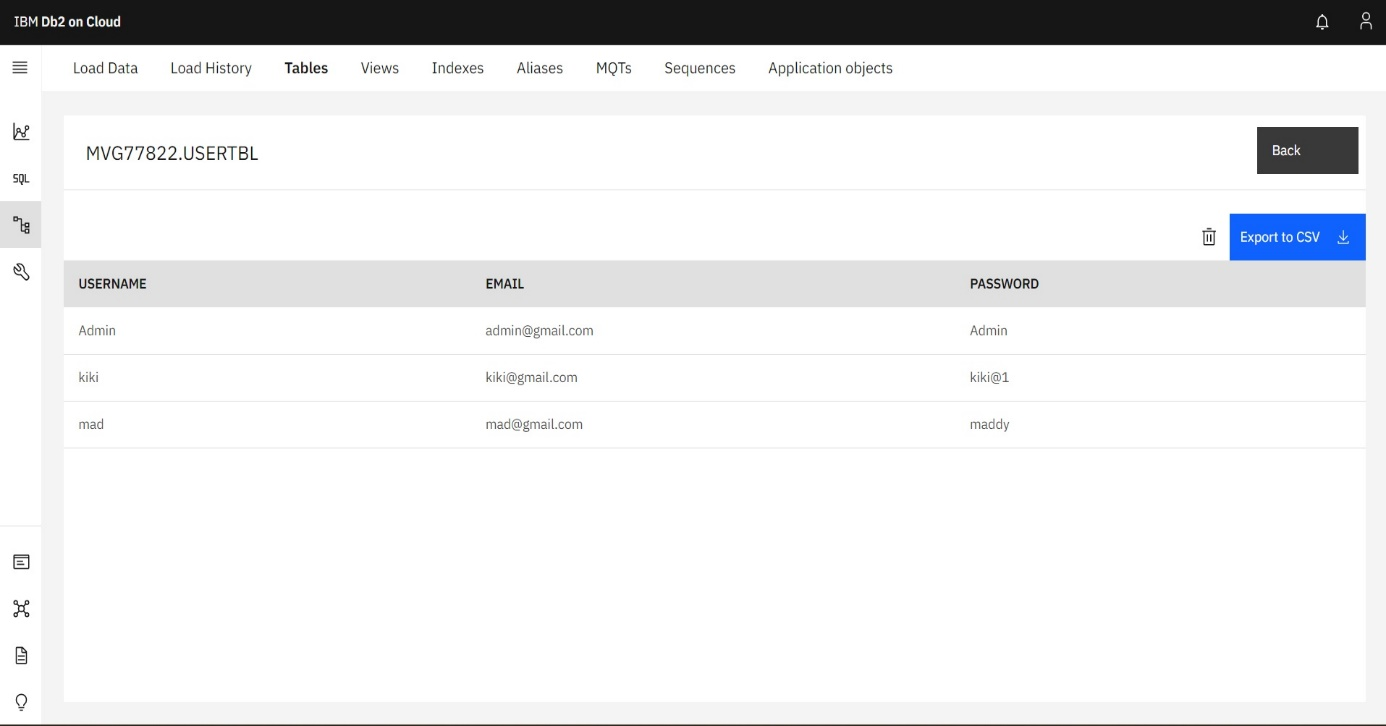 IBM Db2 on Cloud
Load Data Load History Tables Views Indexes Aliases MQTs Sequences Application objects
MVG77822.USERTBL
Back
SQL
Export to CSV
USERNAME EMAIL PASSWORD
Admin admin@gmail.com Admin
kiki kiki@gmail.com kiki@1
mad mad@gmail.com maddy